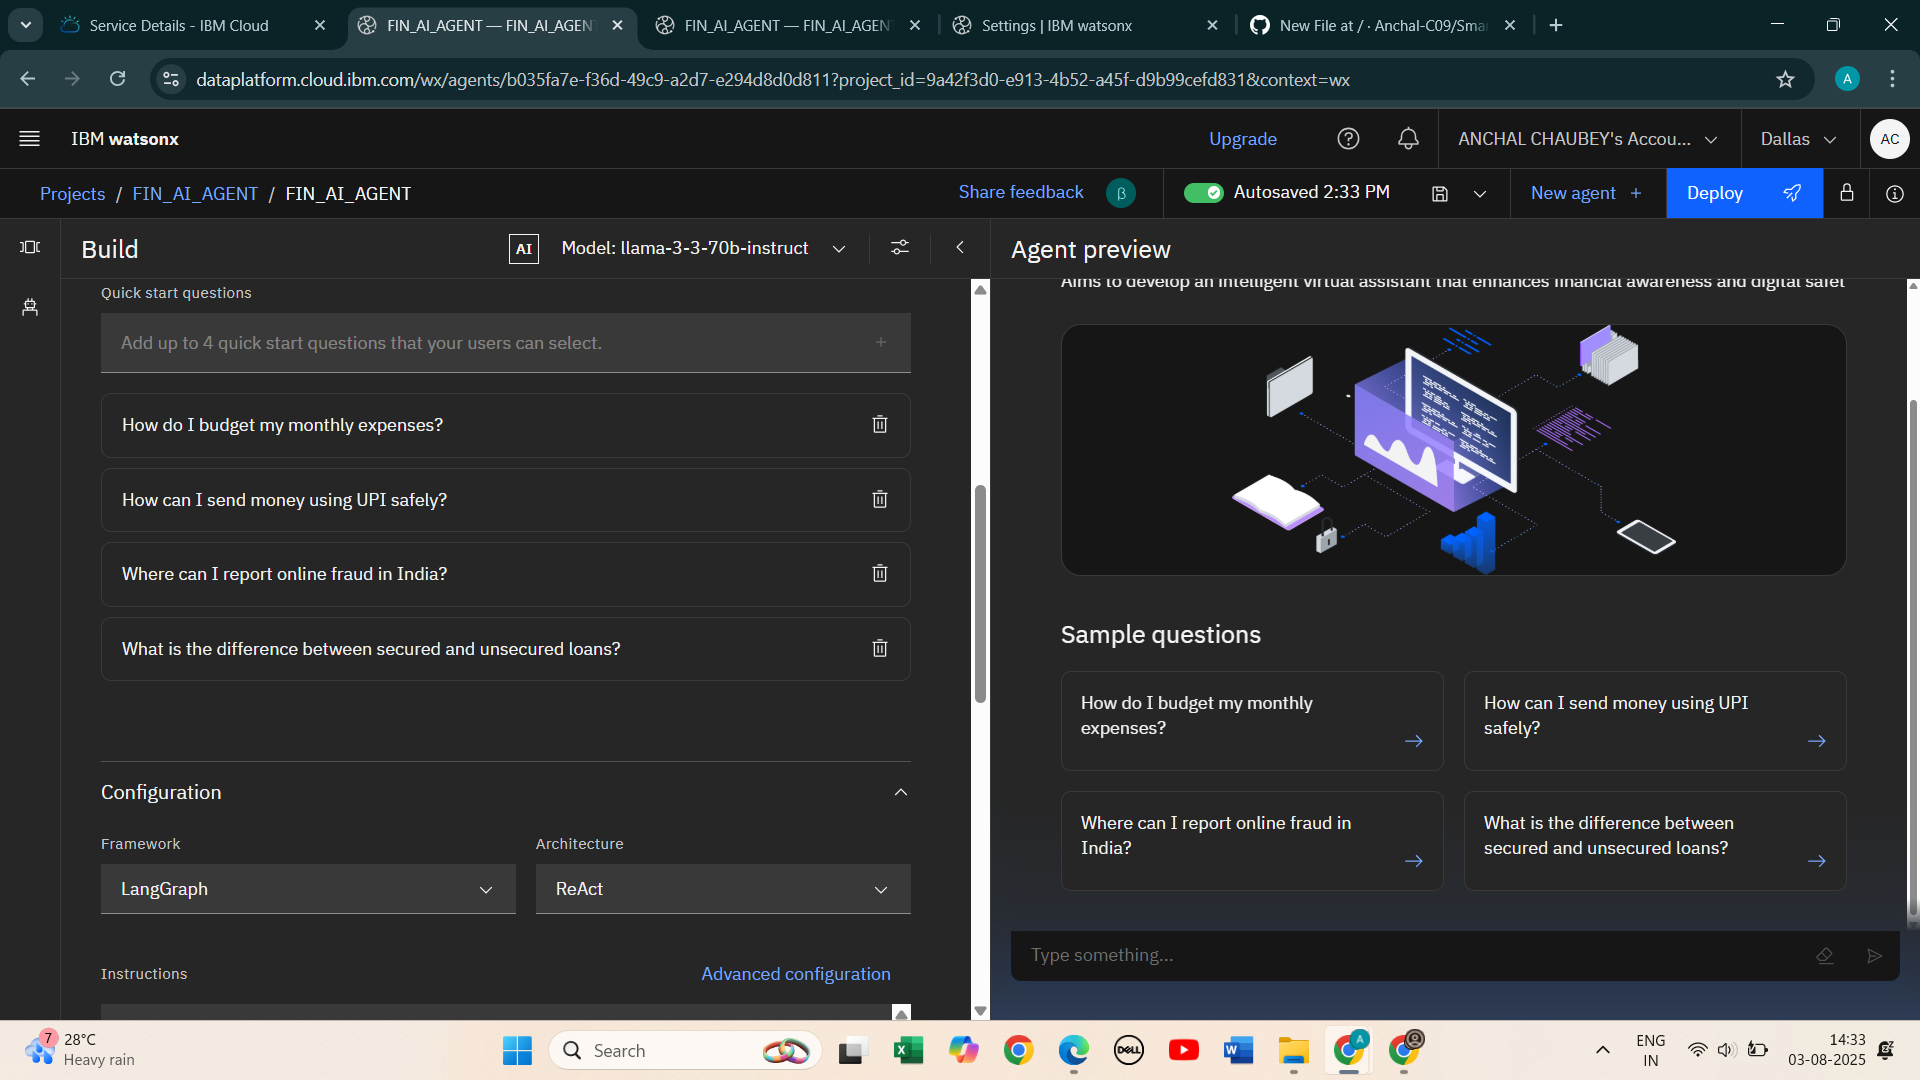 Service Details - IBM Cloud
FIN_AI_AGENT — FIN_AI_AGEN
FIN_AI_AGENT — FIN_AI_AGEN
Settings | IBM watsonx
New File at / · Anchal-C09/Sma
dataplatform.cloud.ibm.com/wx/agents/b035fa7e-f36d-49c9-a2d7-e294d8d0d811?project_id=9a42f3d0-e913-4b52-a45f-d9b99cefd831&context=wx
A
IBM watsonx
Upgrade
ANCHAL CHAUBEY's Accou...
Dallas
AC
Projects / FIN_AI_AGENT / FIN_AI_AGENT
Share feedback
β
Autosaved 2:33 PM
New agent +
Deploy
Build
AI
Model: llama-3-3-70b-instruct
Quick start questions
Add up to 4 quick start questions that your users can select.
How do I budget my monthly expenses?
How can I send money using UPI safely?
Where can I report online fraud in India?
What is the difference between secured and unsecured loans?
Configuration
Framework
Architecture
LangGraph
ReAct
Instructions
Advanced configuration
Agent preview
Aims to develop an intelligent virtual assistant that enhances financial awareness and digital safet
Sample questions
How do I budget my monthly
expenses?
How can I send money using UPI
safely?
Where can I report online fraud in
India?
What is the difference between
secured and unsecured loans?
Type something...
7
28°C
Heavy rain
Search
DELL
A
ENG
IN
14:33
03-08-2025